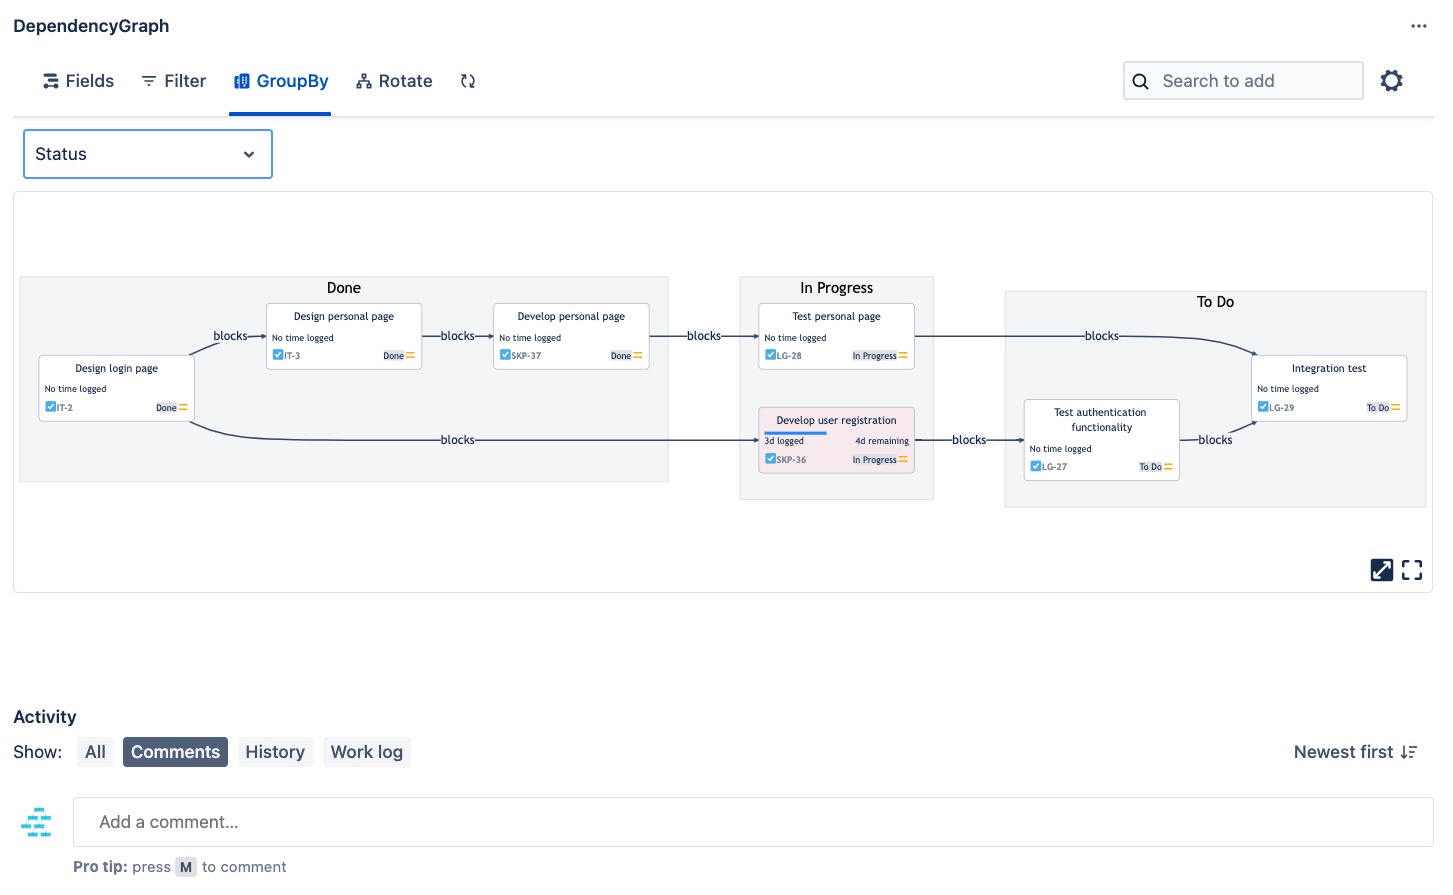 DependencyGraph
Fields
Filter
GroupBy
Rotate
Search to add
Status
Done
Design login page
No time logged
IT-2
Done
blocks
Design personal page
No time logged
IT-3
Done
blocks
Develop personal page
No time logged
SKP-37
Done
blocks
blocks
In Progress
Test personal page
No time logged
LG-28
In Progress
Develop user registration
3d logged
4d remaining
SKP-36
In Progress
blocks
blocks
To Do
Test authentication
functionality
No time logged
LG-27
To Do
blocks
Integration test
No time logged
LG-29
To Do
Activity
Show:
All
Comments
History
Work log
Newest first
Add a comment...
Pro tip: press M to comment